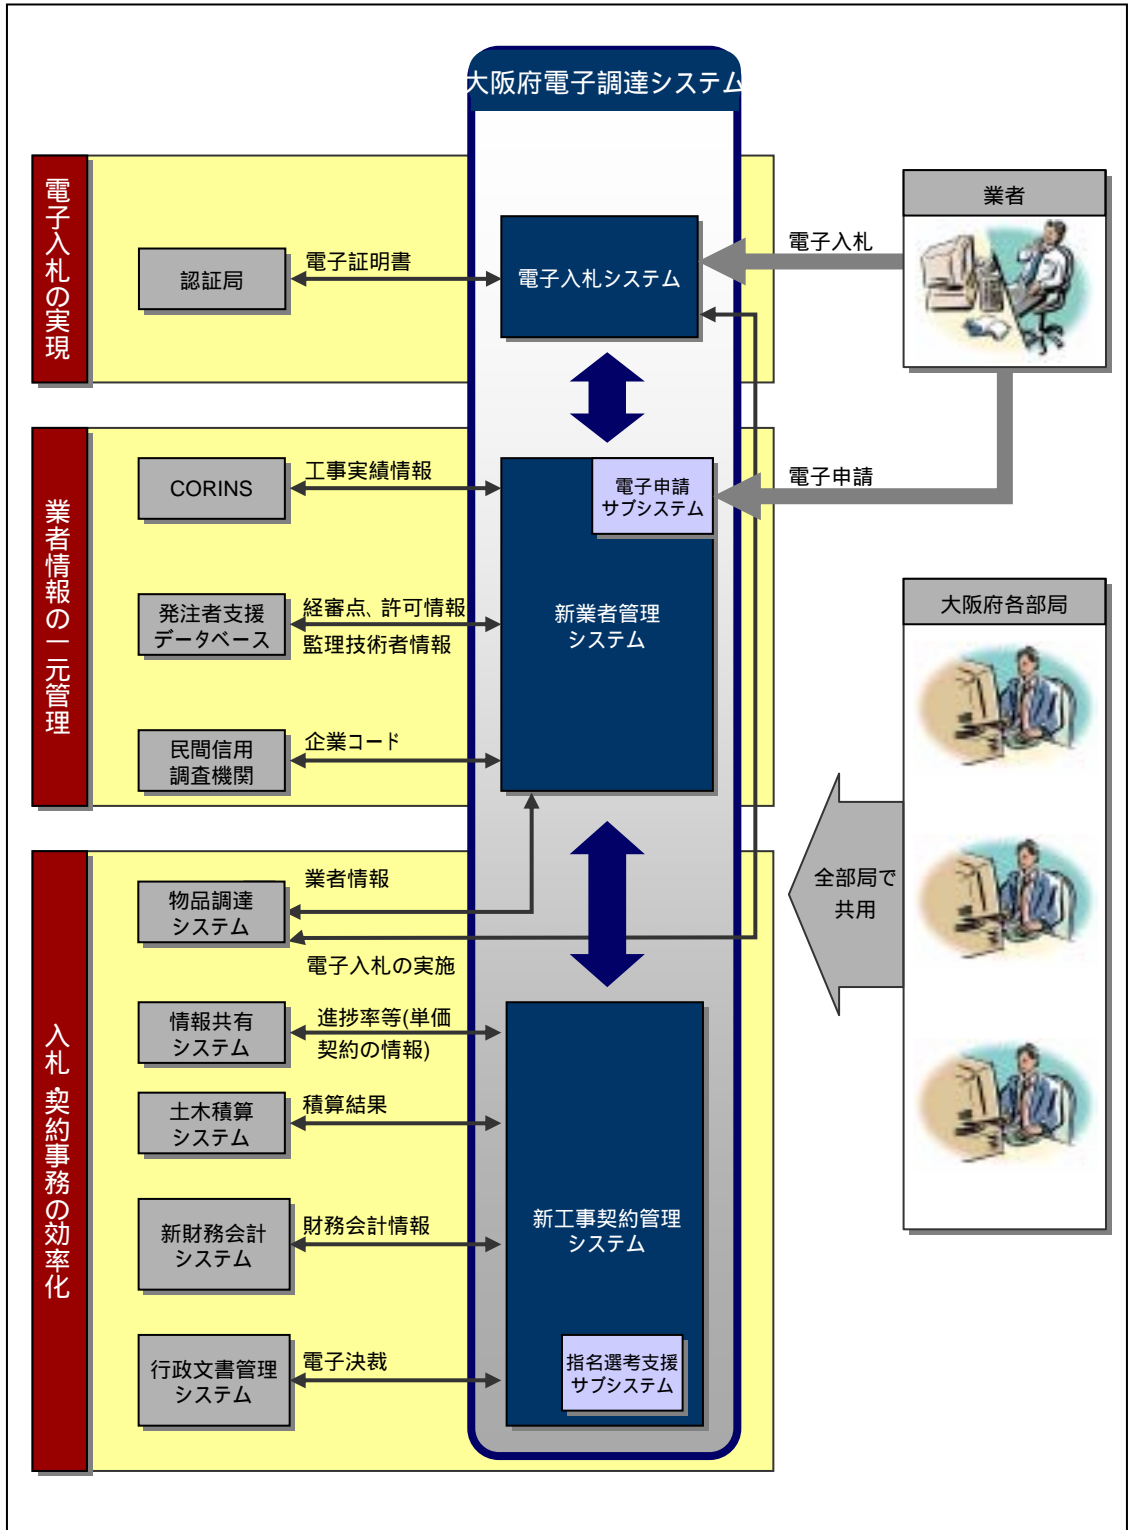 大阪府電子調達システム
電子入札の実現
認証局
電子証明書
電子入札システム
電子入札
業者
業者情報の一元管理
CORINS
工事実績情報
電子申請
サブシステム
電子申請
発注者支援
データベース
経審点、許可情報
監理技術者情報
新業者管理
システム
民間信用
調査機関
企業コード
大阪府各部局
全部局で
共用
入札・契約事務の効率化
物品調達
システム
業者情報
電子入札の実施
情報共有
システム
進捗率等(単価
契約の情報)
土木積算
システム
積算結果
新財務会計
システム
財務会計情報
新工事契約管理
システム
行政文書管理
システム
電子決裁
指名選考支援
サブシステム